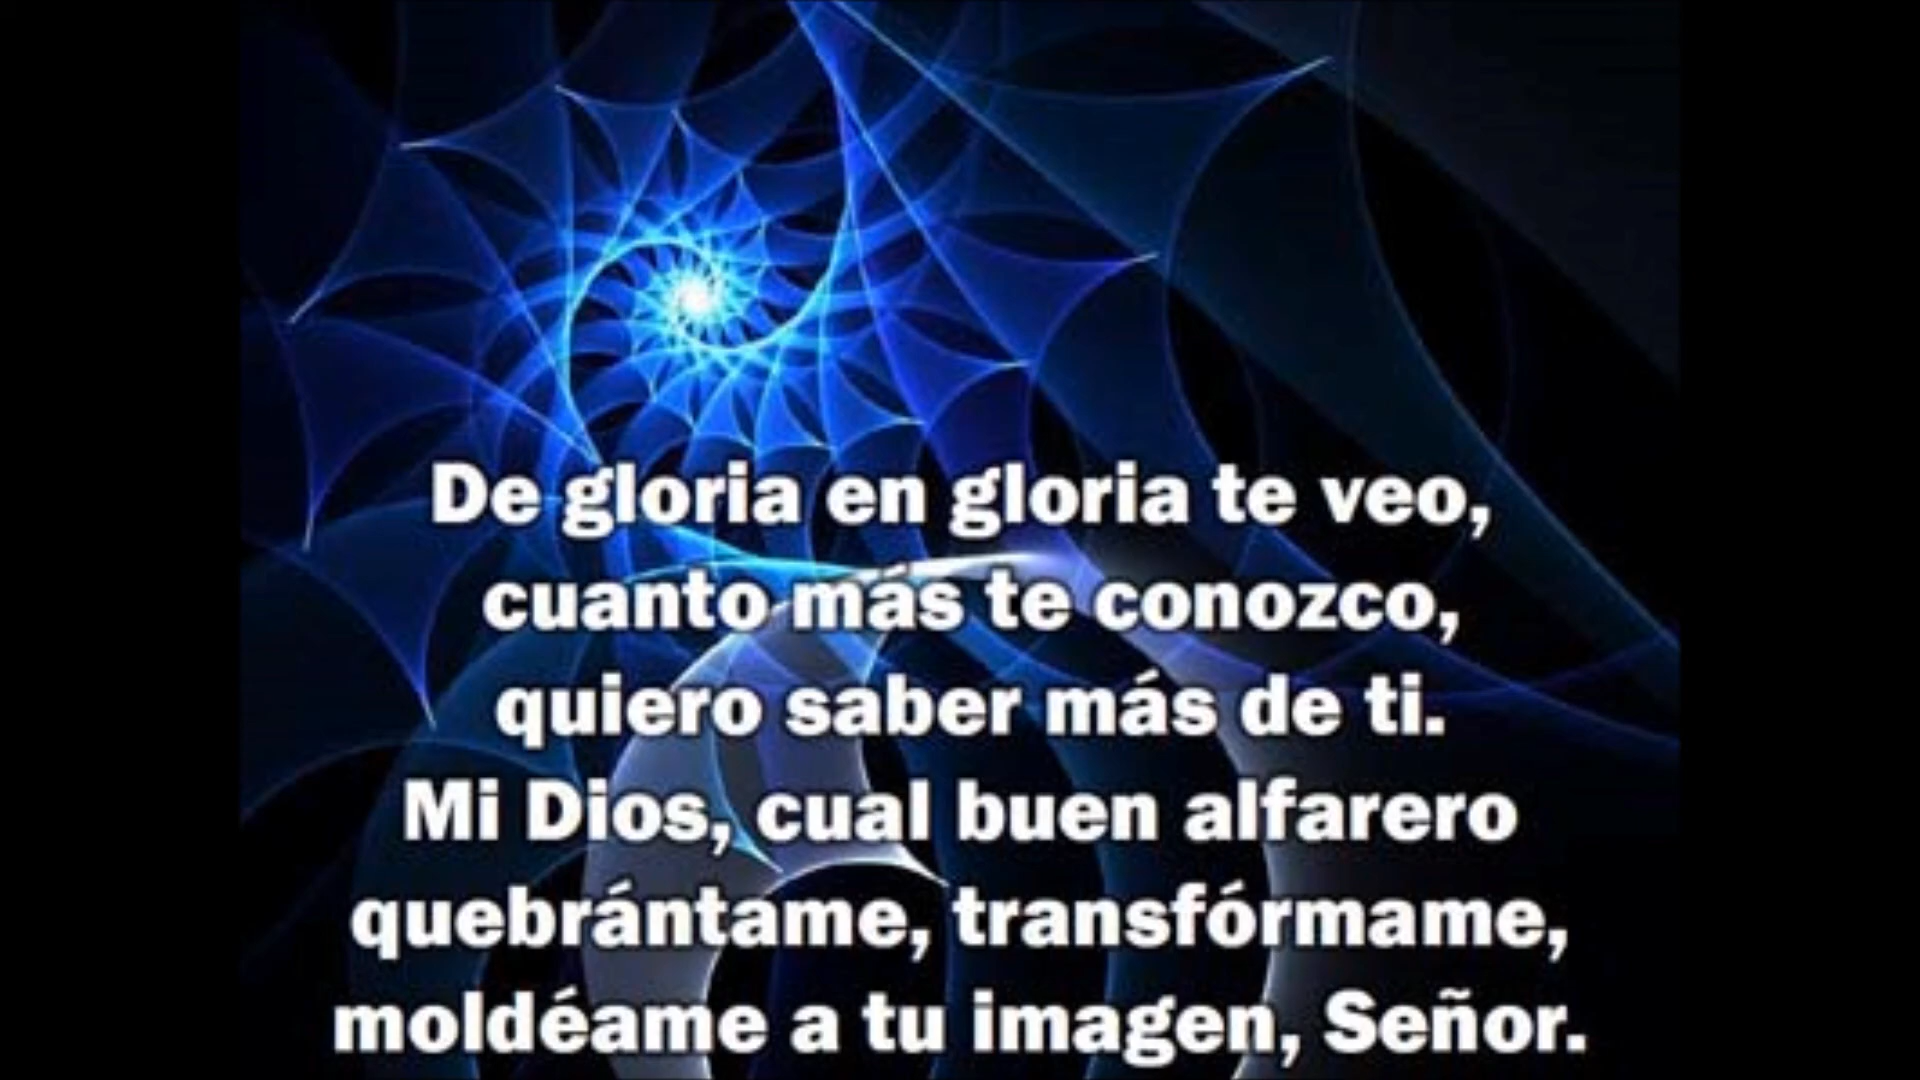 De gloria en gloria te veo,
cuanto más te conozco,
quiero saber más de ti.
Mi Dios, cual buen alfarero
quebrántame, transfórmame,
moldéame a tu imagen, Señor.